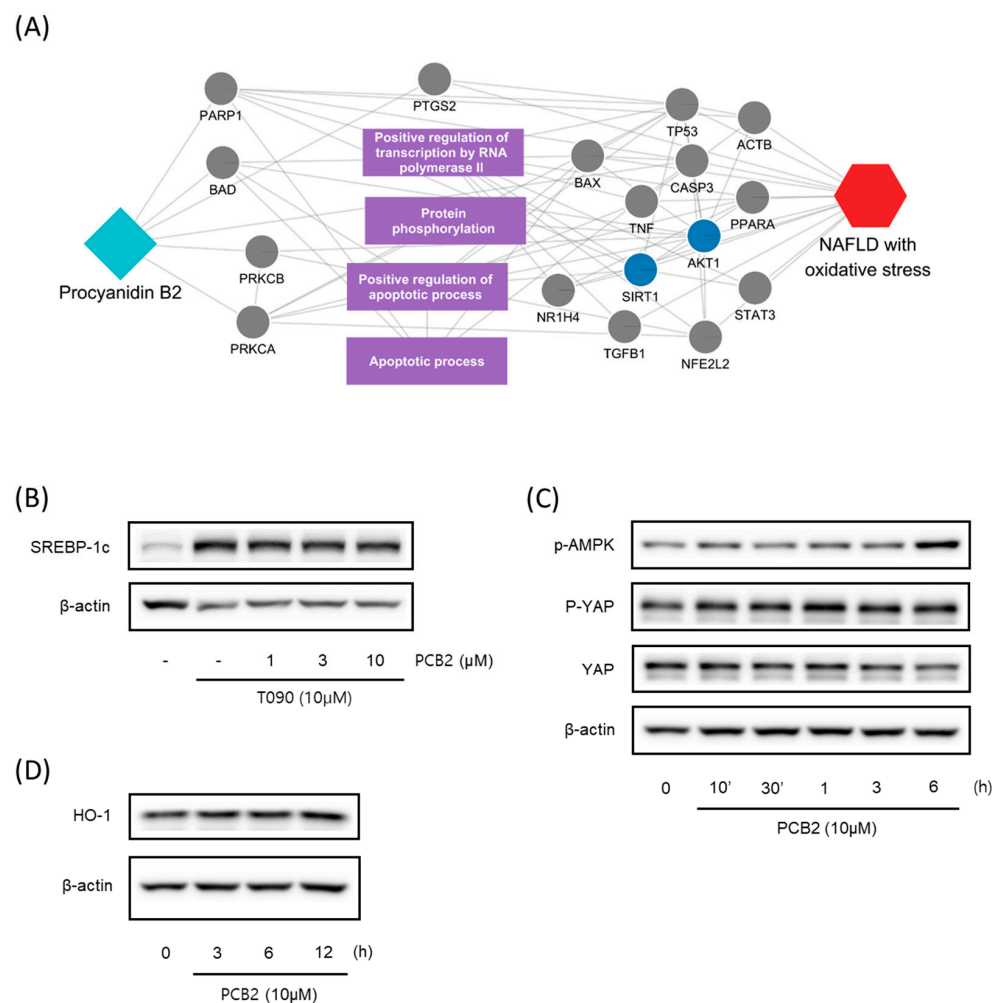 (A)
PARP1
PTGS2
TP53
ACTB
Positive regulation of
transcription by RNA
polymerase II
BAD
BAX
CASP3
Protein
phosphorylation
TNF
PPARA
AKT1
NAFLD with
oxidative stress
Procyanidin B2
PRKCB
Positive regulation of
apoptotic process
NR1H4
SIRT1
STAT3
PRKCA
Apoptotic process
TGFB1
NFE2L2
(B)
SREBP-1c
β-actin
- - 1 3 10 PCB2 (μM)
T090 (10μM)
(C)
p-AMPK
P-YAP
YAP
β-actin
0 10’ 30’ 1 3 6 (h)
PCB2 (10μM)
(D)
HO-1
β-actin
0 3 6 12 (h)
PCB2 (10μM)